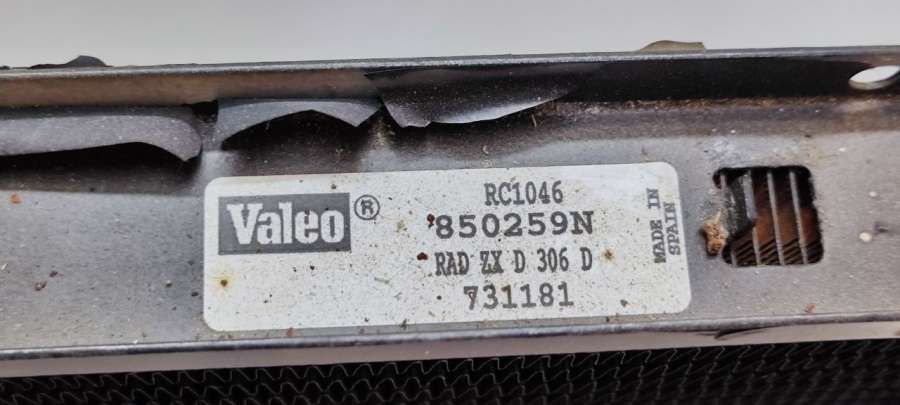 Valeo®
RC1046
850259N
RAD ZX D 306 D
731181
MADE IN
SPAIN